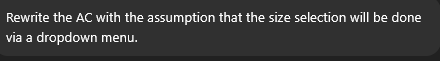 Rewrite the AC with the assumption that the size selection will be done
via a dropdown menu.